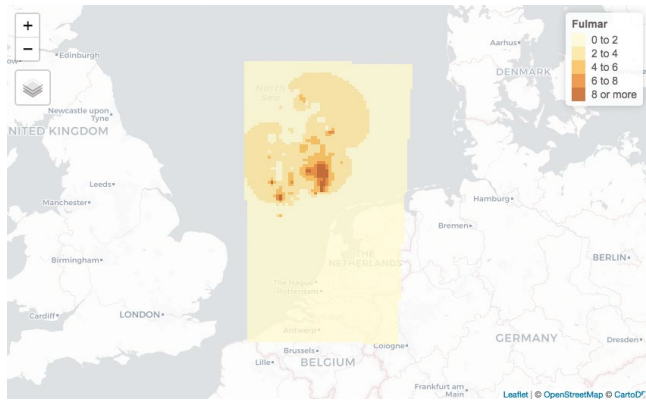 +
−
Fulmar
0 to 2
2 to 4
4 to 6
6 to 8
8 or more
Edinburgh
Aarhus
DENMARK
North
Sea
Newcastle upon
Tyne
NITED KINGDOM
Leeds
Manchester
Hamburg
Bremen
Birmingham
THE
NETHERLANDS
BERLIN
The Hague
Rotterdam
Cardiff
LONDON
Antwerp
GERMANY
Dresden
Brussels
Cologne
Lille
BELGIUM
Frankfurt am
Main
Leaflet | © OpenStreetMap © CartoD